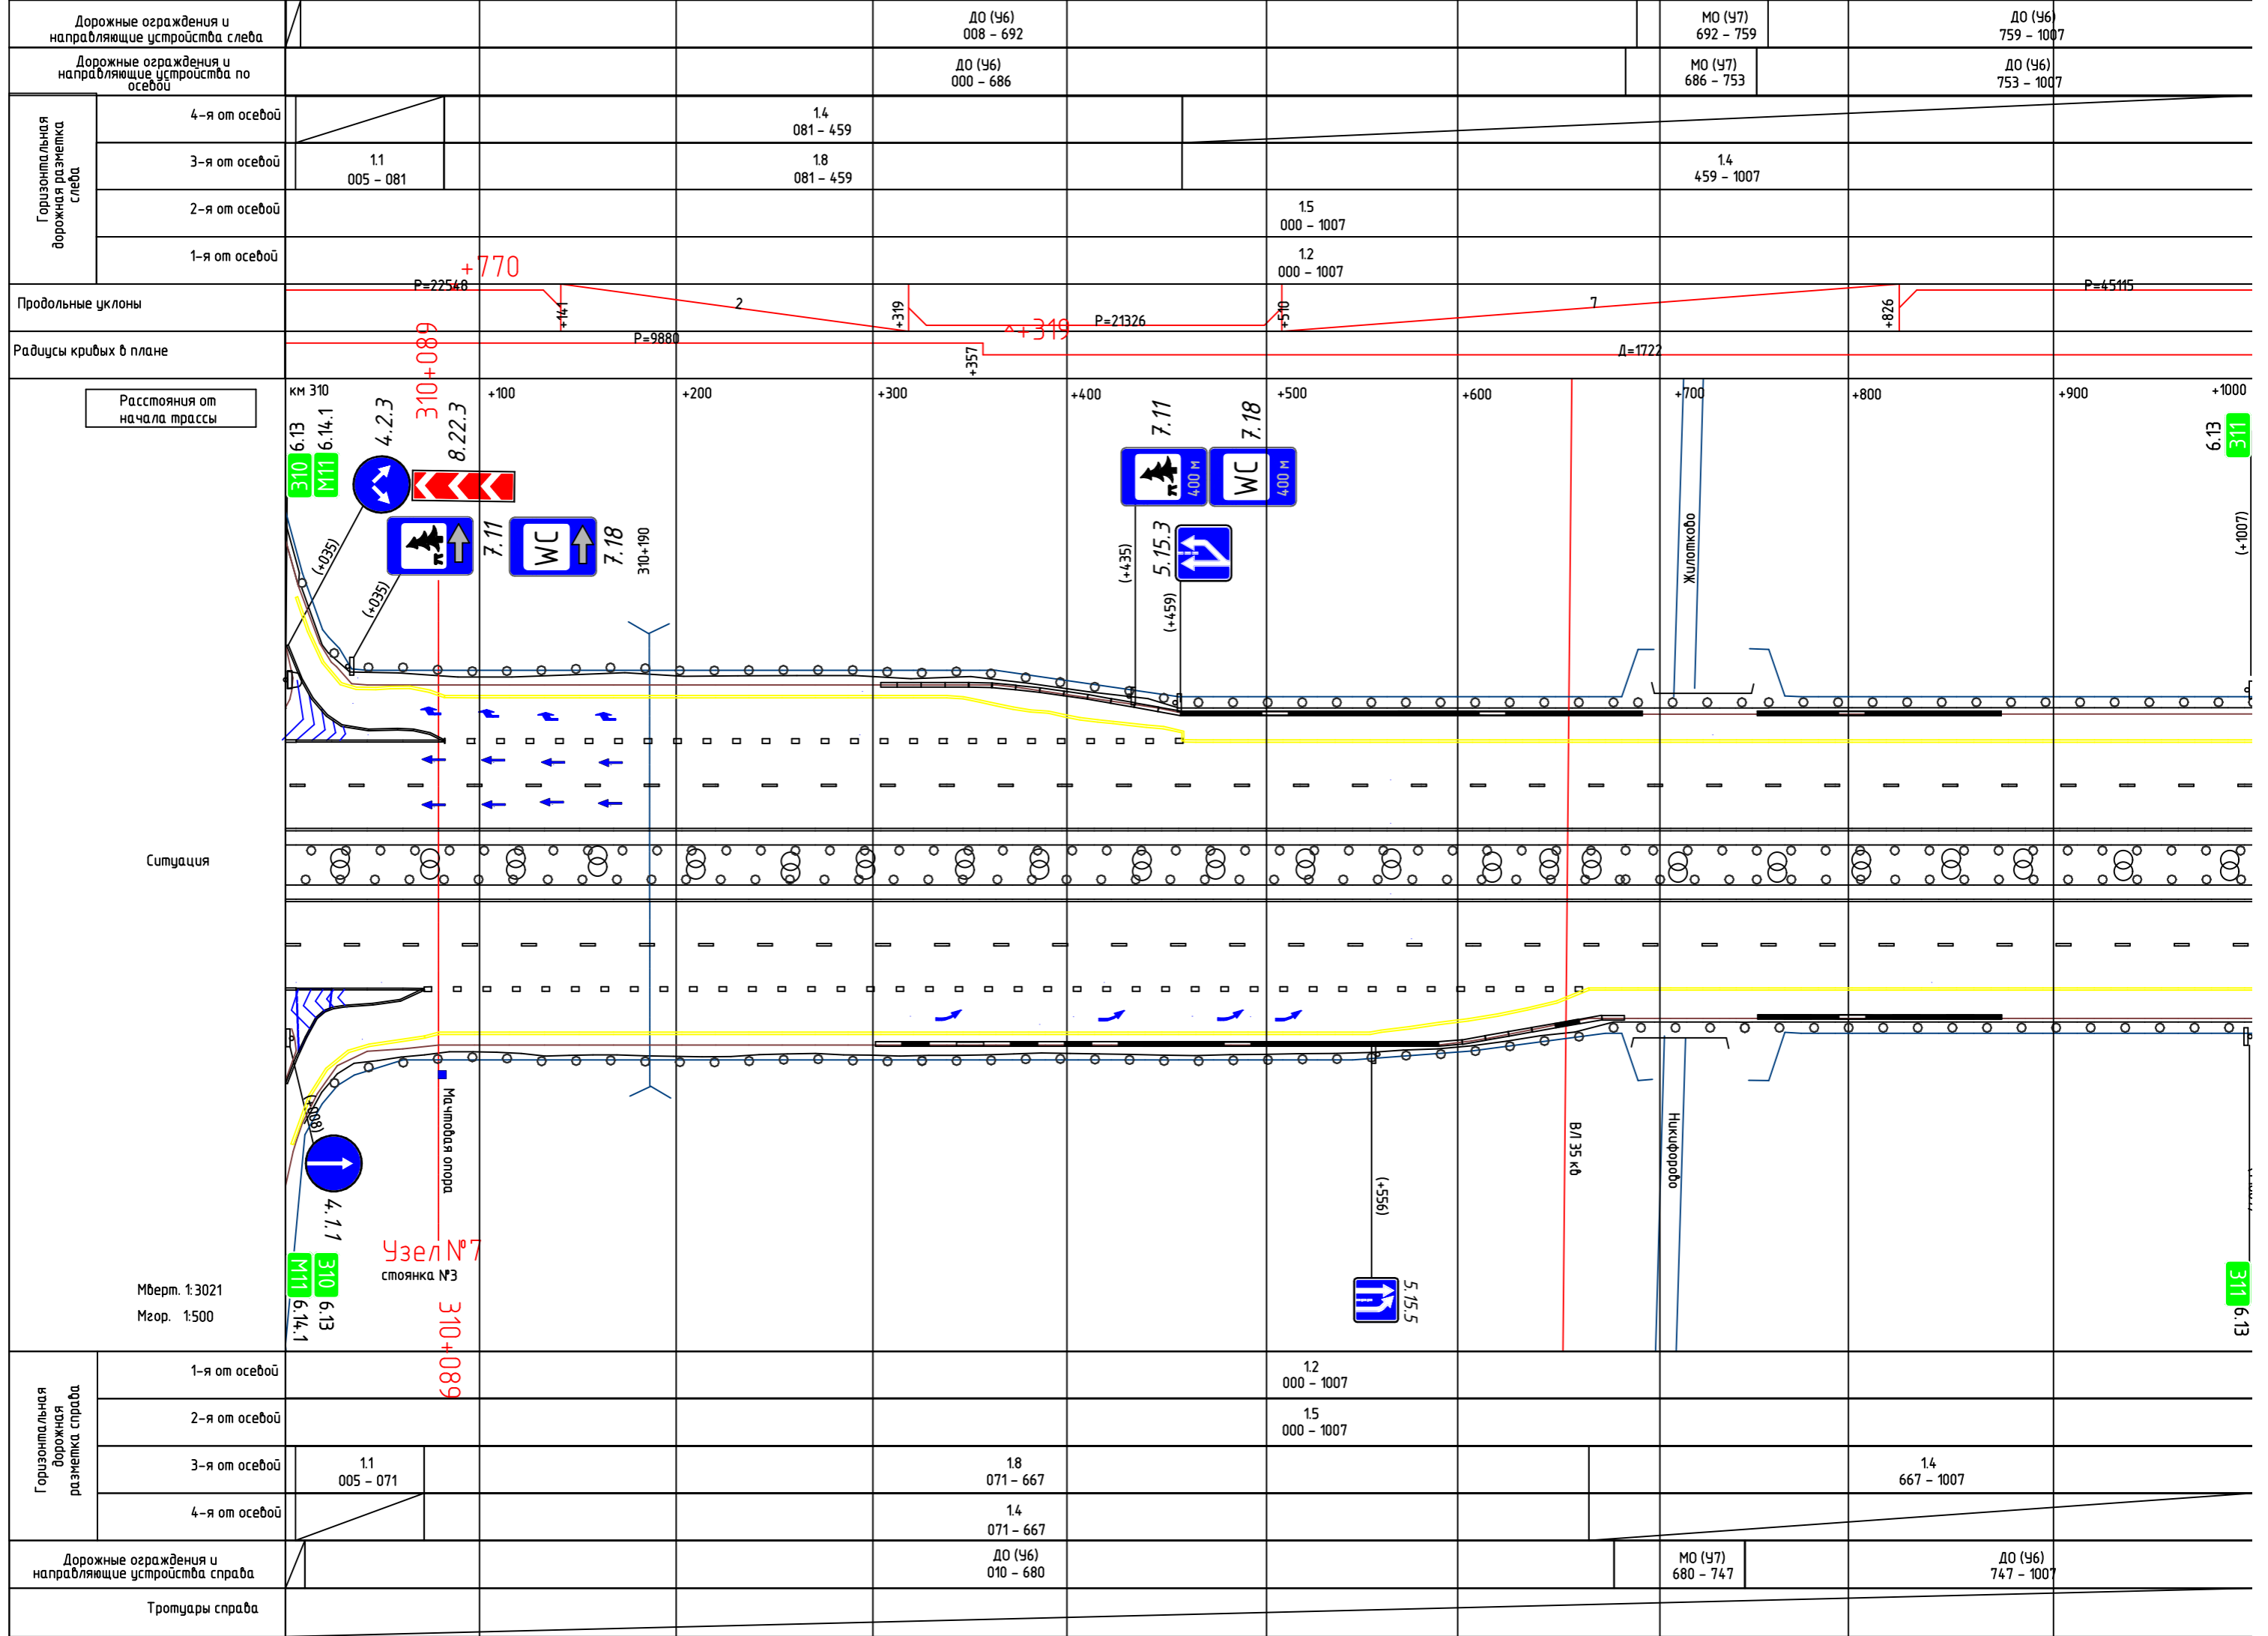 Дорожные ограждения и
направляющие устройства слева
ДО (У6)
008 – 692
МО (У7)
692 – 759
ДО (У6)
759 – 1007
Дорожные ограждения и
направляющие устройства по
осевой
ДО (У6)
000 – 686
МО (У7)
686 – 753
ДО (У6)
753 – 1007
Горизонтальная
дорожная разметка
слева
4-я от осевой
1.4
081 – 459
3-я от осевой
1.1
005 – 081
1.8
081 – 459
1.4
459 – 1007
2-я от осевой
1.5
000 – 1007
1-я от осевой
1.2
000 – 1007
+770
Продольные уклоны
Р=22548
+141
2
+319
Р=21326
^+319
+510
7
+826
Р=45115
Радиусы кривых в плане
Р=9880
+357
Д=1722
310+089
Расстояния от
начала трассы
км 310
+100
+200
+300
+400
+500
+600
+700
+800
+900
+1000
310
6.13
М11
6.14.1
4.2.3
8.22.3
7.11
WC
7.18
310+190
(+035)
(+035)
7.11
400 м
7.18
WC
400 м
(+435)
5.15.3
(+459)
Жилотково
6.13
311
(+1007)
Ситуация
(+008)
4.1.1
Мачтовая опора
М11
6.14.1
310
6.13
Узел №7
стоянка №3
310+089
(+556)
5.15.5
ВЛ 35 кв
Никифорово
311
6.13
Мверт. 1:3021
Мгор. 1:500
Горизонтальная
дорожная
разметка справа
1-я от осевой
1.2
000 – 1007
2-я от осевой
1.5
000 – 1007
3-я от осевой
1.1
005 – 071
1.8
071 – 667
1.4
667 – 1007
4-я от осевой
1.4
071 – 667
Дорожные ограждения и
направляющие устройства справа
ДО (У6)
010 – 680
МО (У7)
680 – 747
ДО (У6)
747 – 1007
Тротуары справа